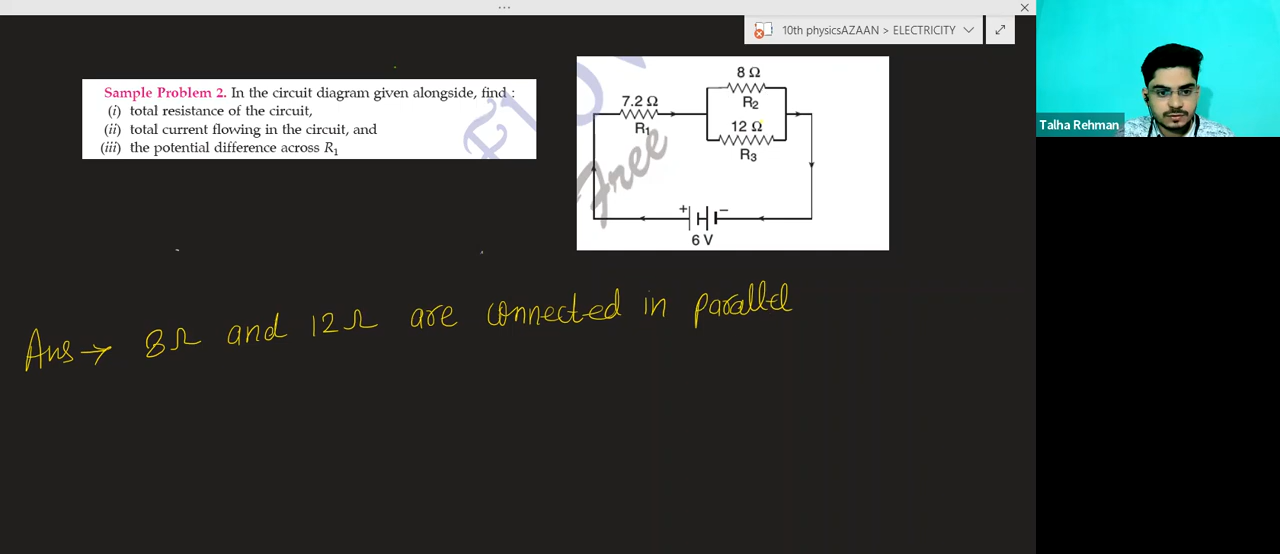 10th physicsAZAAN > ELECTRICITY
Talha Rehman
Sample Problem 2. In the circuit diagram given alongside, find :
(i) total resistance of the circuit,
(ii) total current flowing in the circuit, and
(iii) the potential difference across R1
8 Ω
R2
7.2 Ω
R1
12 Ω
R3
Free
+ −
6 V
Ans → 8Ω and 12Ω are connected in parallel